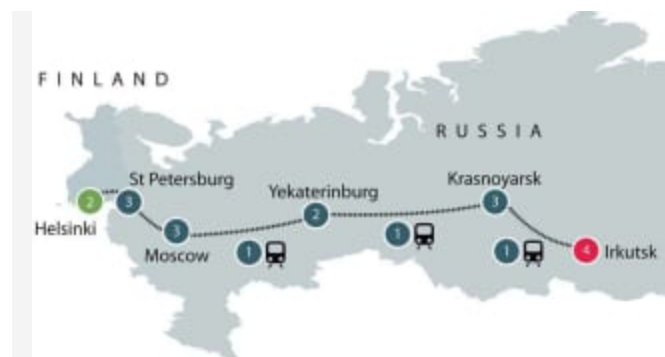 FINLAND
RUSSIA
St Petersburg
Krasnoyarsk
Yekaterinburg
2
3
3
2
3
Helsinki
Moscow
1
1
1
4
Irkutsk